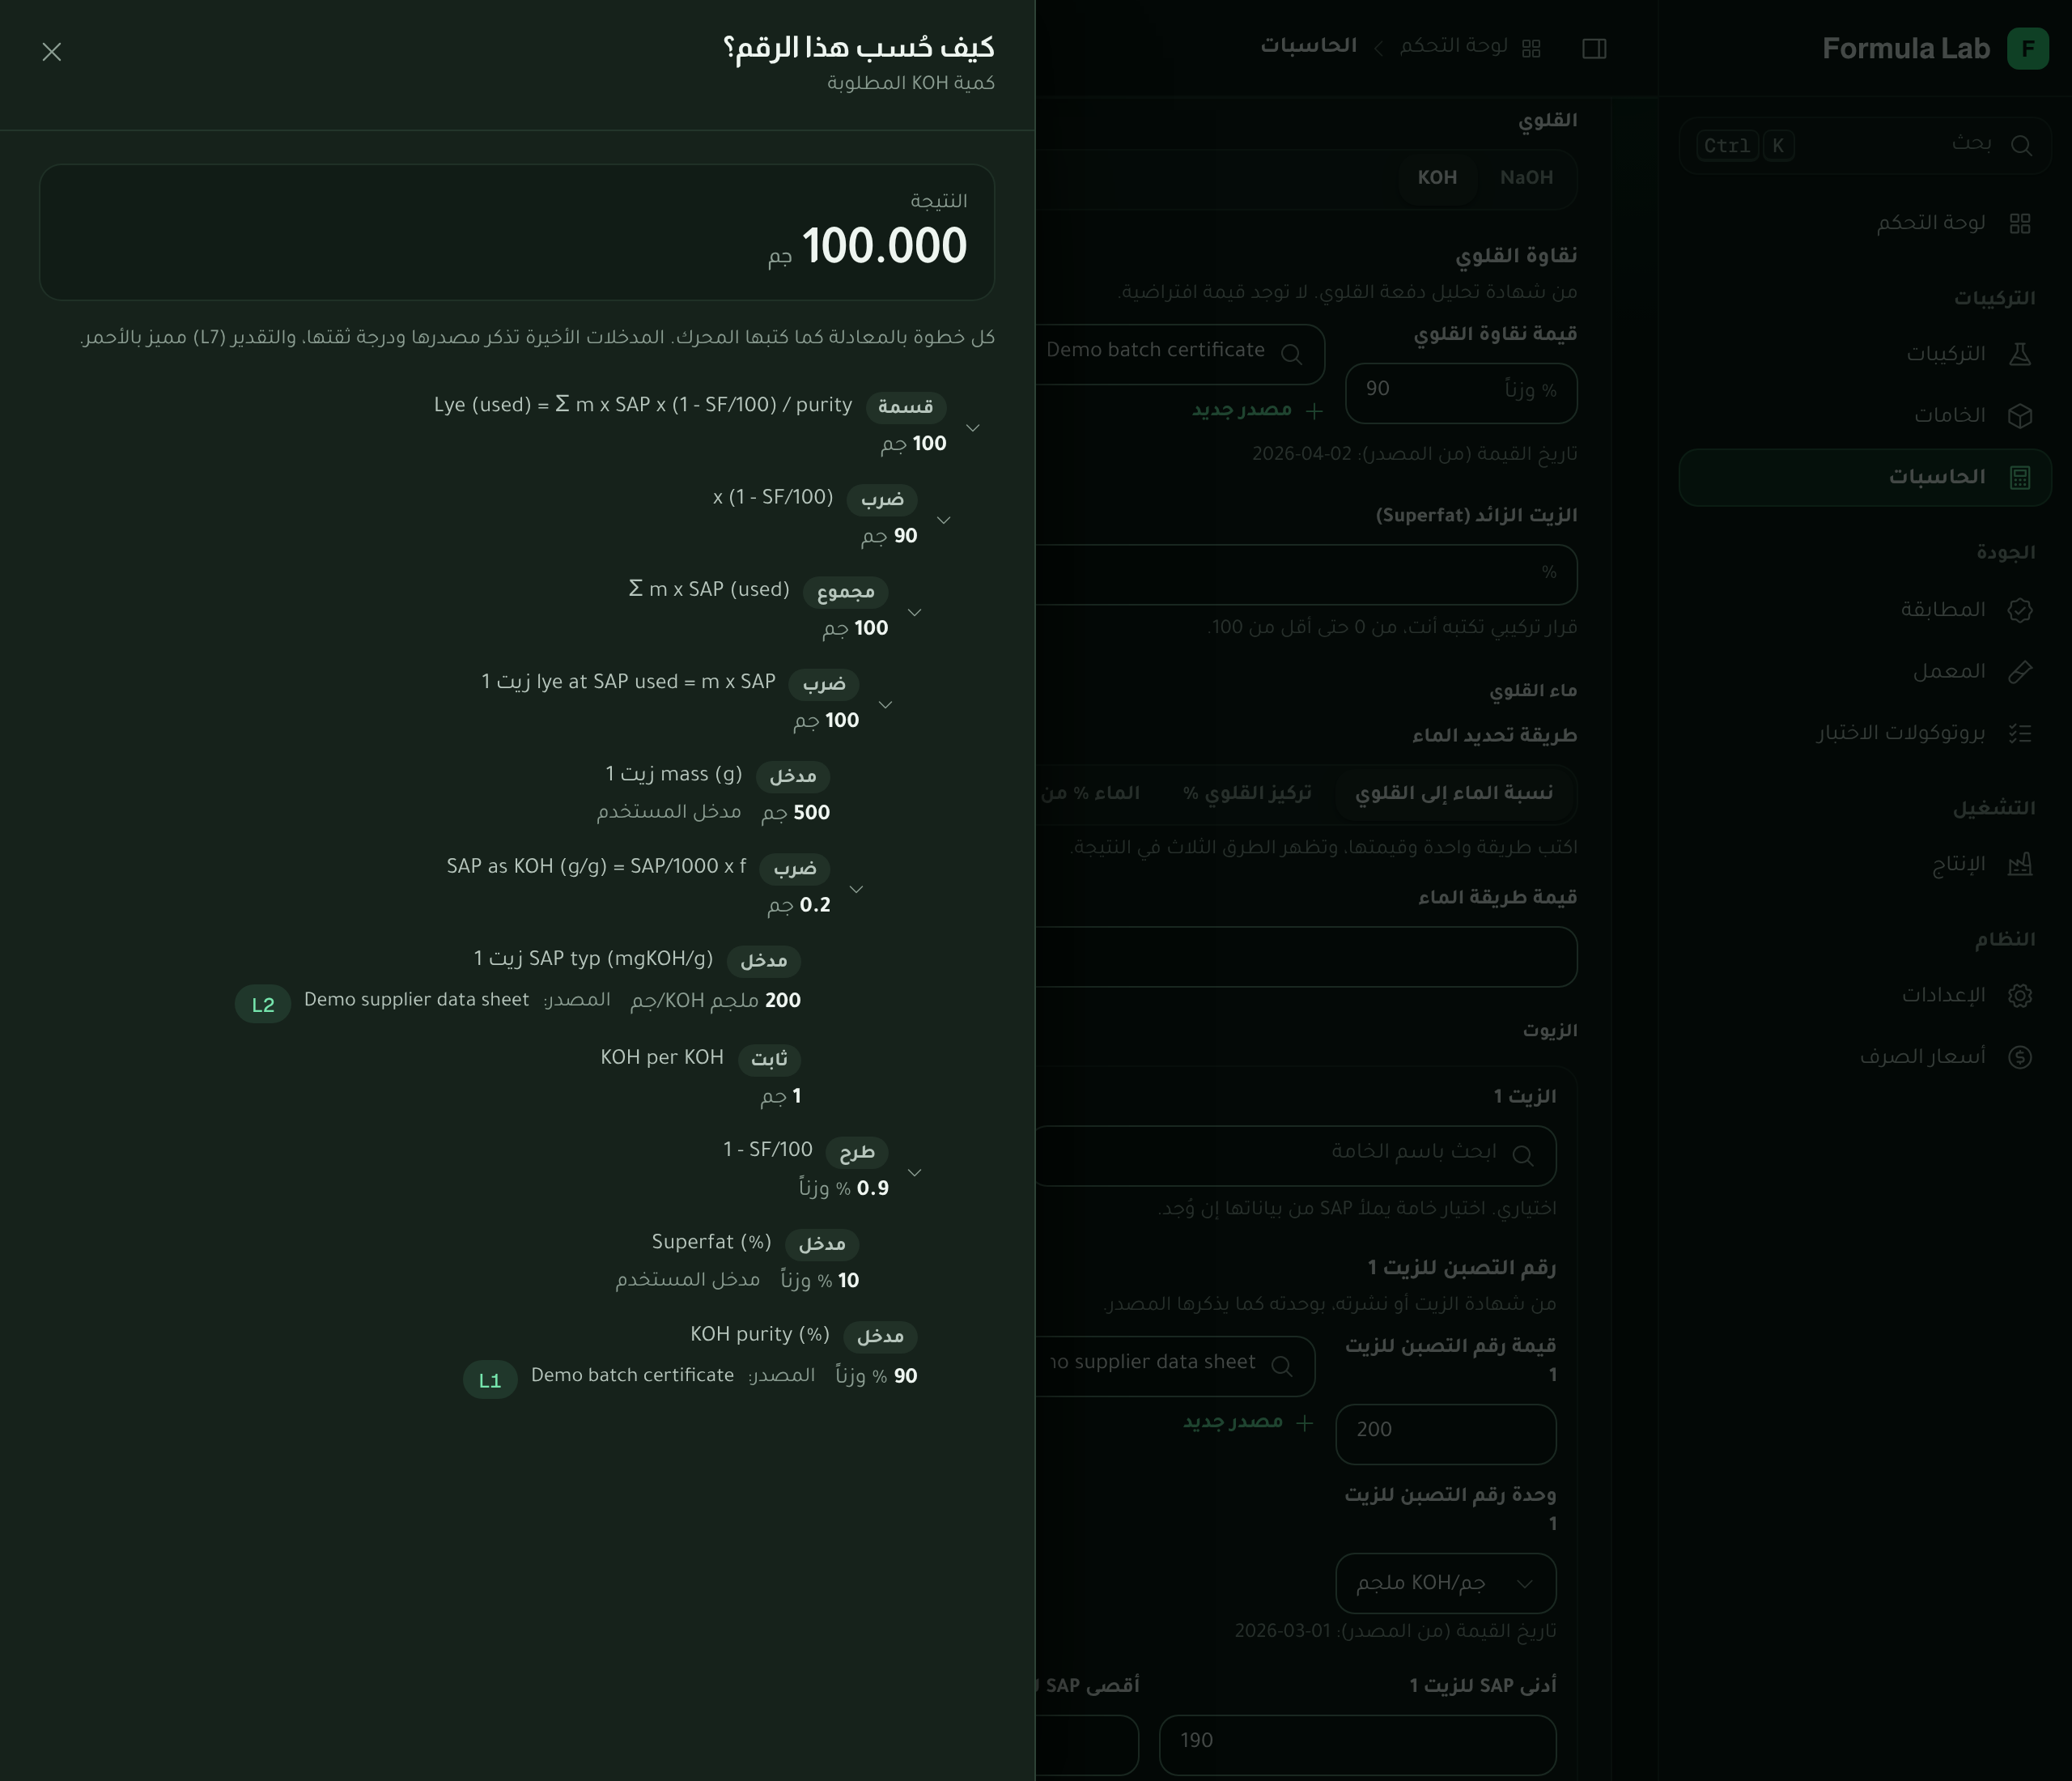 Formula Lab
F
بحث
Ctrl K
لوحة التحكم
التركيبات
التركيبات
الخامات
الحاسبات
الجودة
المطابقة
المعمل
بروتوكولات الاختبار
التشغيل
الإنتاج
النظام
الإعدادات
أسعار الصرف
لوحة التحكم
الحاسبات
القلوي
NaOH
KOH
نقاوة القلوي
من شهادة تحليل دفعة القلوي. لا توجد قيمة افتراضية.
قيمة نقاوة القلوي
90 % وزناً
Demo batch certificate
مصدر جديد
تاريخ القيمة (من المصدر): 2026-04-02
الزيت الزائد (Superfat)
%
قرار تركيبي تكتبه أنت، من 0 حتى أقل من 100.
ماء القلوي
طريقة تحديد الماء
نسبة الماء إلى القلوي
تركيز القلوي %
الماء % من
اكتب طريقة واحدة وقيمتها، وتظهر الطرق الثلاث في النتيجة.
قيمة طريقة الماء
الزيوت
الزيت 1
ابحث باسم الخامة
اختياري. اختيار خامة يملأ SAP من بياناتها إن وُجد.
رقم التصبن للزيت 1
من شهادة الزيت أو نشرته، بوحدته كما يذكرها المصدر.
قيمة رقم التصبن للزيت
1
200
supplier data sheet
مصدر جديد
وحدة رقم التصبن للزيت
1
ملجم KOH/جم
تاريخ القيمة (من المصدر): 2026-03-01
أدنى SAP للزيت 1
أقصى SAP
190
كيف حُسب هذا الرقم؟
كمية KOH المطلوبة
النتيجة
100.000 جم
كل خطوة بالمعادلة كما كتبها المحرك. المدخلات الأخيرة تذكر مصدرها ودرجة ثقتها، والتقدير (L7) مميز بالأحمر.
قسمة Lye (used) = Σ m x SAP x (1 - SF/100) / purity
100 جم
ضرب x (1 - SF/100)
90 جم
مجموع Σ m x SAP (used)
100 جم
ضرب زيت 1 lye at SAP used = m x SAP
100 جم
مدخل زيت 1 mass (g)
500 جم مدخل المستخدم
ضرب SAP as KOH (g/g) = SAP/1000 x f
0.2 جم
مدخل زيت 1 SAP typ (mgKOH/g)
200 ملجم KOH/جم المصدر: Demo supplier data sheet L2
ثابت KOH per KOH
1 جم
طرح 1 - SF/100
0.9 % وزناً
مدخل Superfat (%)
10 % وزناً مدخل المستخدم
مدخل KOH purity (%)
90 % وزناً المصدر: Demo batch certificate L1